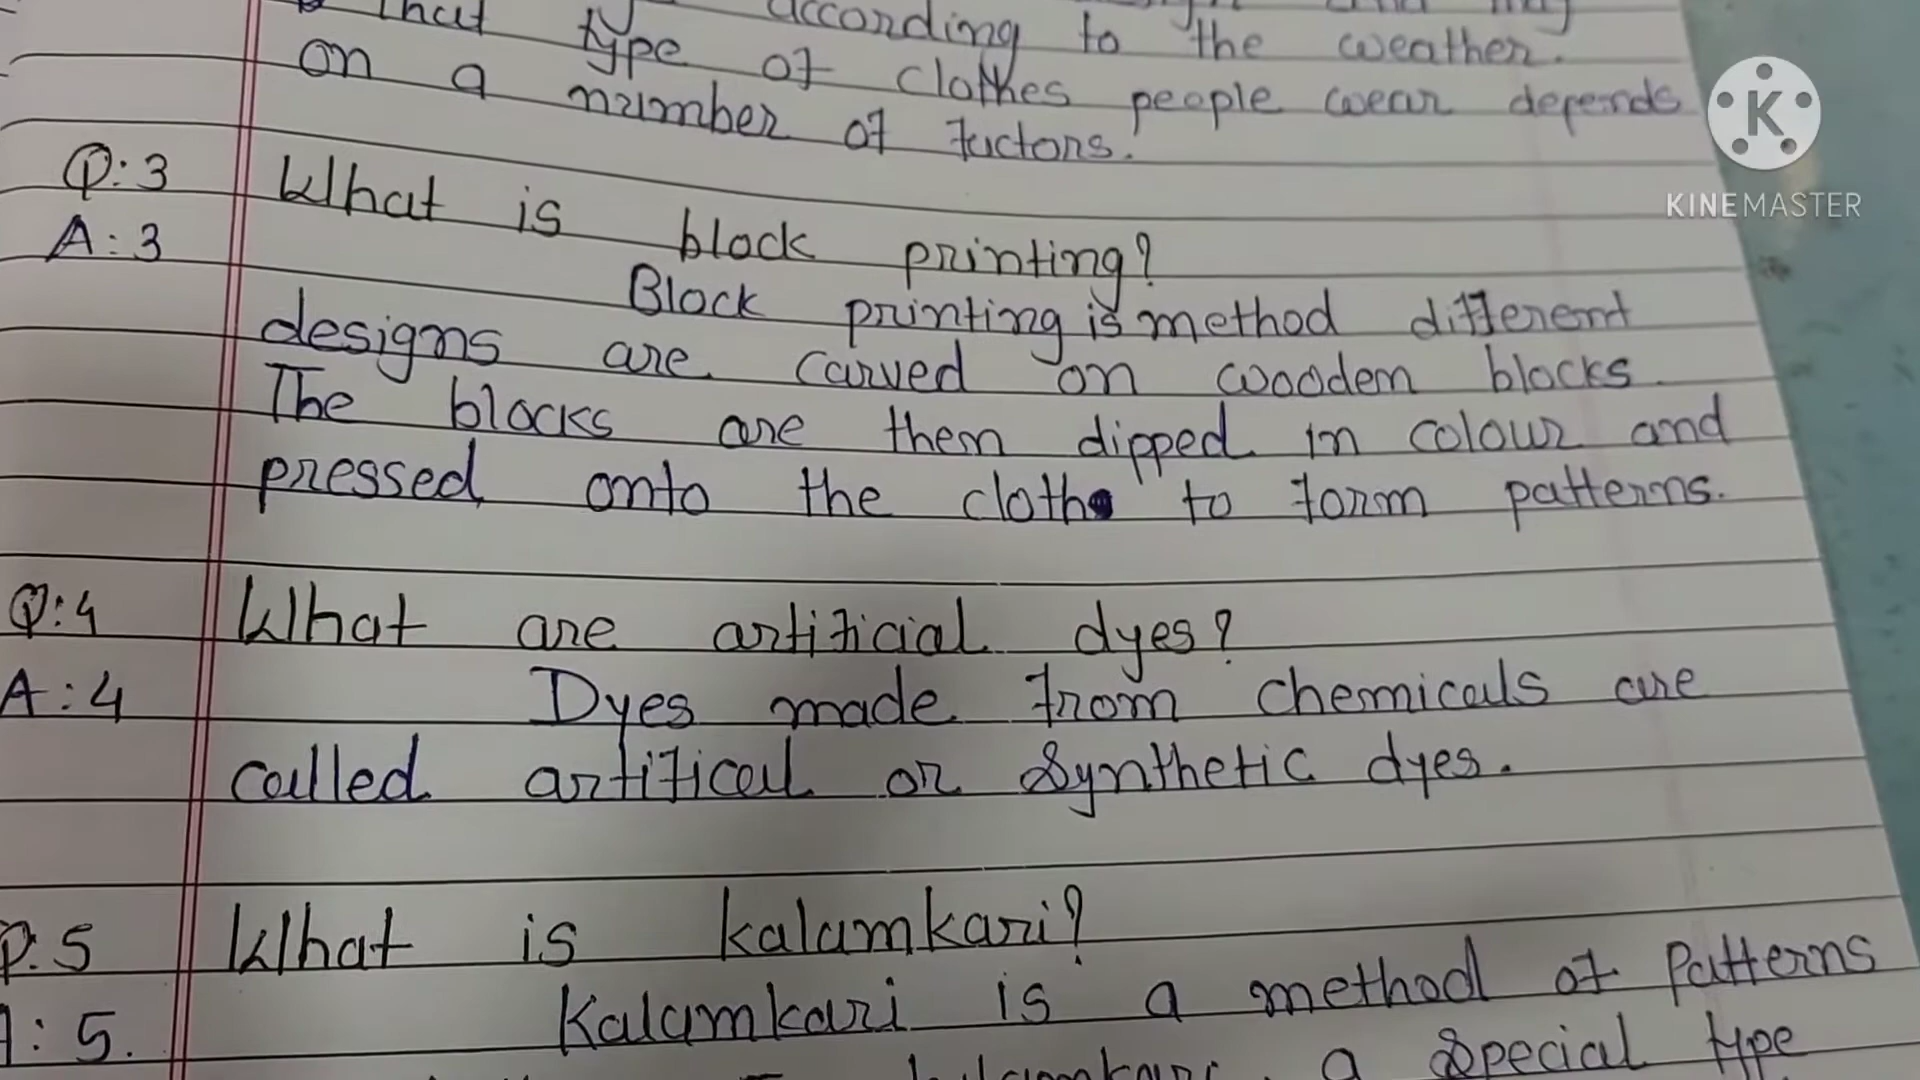 that type according to the weather.
on a number of clothes people wear depends
of factors.
Q:3 What is block printing?
A:3 Block printing is method different
designs are carved on wooden blocks.
The blocks are then dipped in colour and
pressed onto the cloth to form patterns.
Q:4 What are artificial dyes?
A:4 Dyes made from chemicals are
called artifical or synthetic dyes.
Q.5 What is kalamkari?
A:5. Kalamkari is a method of Patterns
kalamkari, a special type
K
KINEMASTER